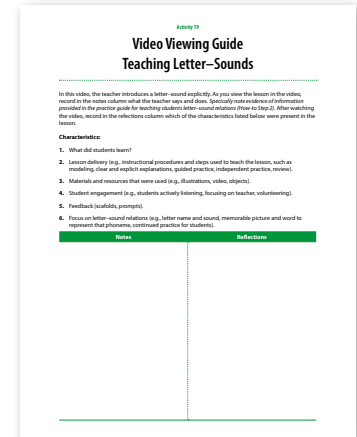 Activity 19
Video Viewing Guide
Teaching Letter–Sounds
In this video, the teacher introduces a letter–sound explicitly. As you view the lesson in the video,
record in the notes column what the teacher says and does. Specially note evidence of information
provided in the practice guide for teaching students letter–sound relations (How-to Step 2). After watching
the video, record in the refections column which of the characteristics listed below were present in the
lesson.
Characteristics:
1. What did students learn?
2. Lesson delivery (e.g., instructional procedures and steps used to teach the lesson, such as
modeling, clear and explicit explanations, guided practice, independent practice, review).
3. Materials and resources that were used (e.g., illustrations, video, objects).
4. Student engagement (e.g., students actively listening, focusing on teacher, volunteering).
5. Feedback (scafolds, prompts).
6. Focus on letter–sound relations (e.g., letter name and sound, memorable picture and word to
represent that phoneme, continued practice for students).
Notes Reflections